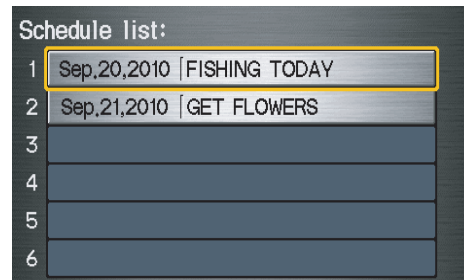 Schedule list:
1 Sep.20,2010 FISHING TODAY
2 Sep.21,2010 GET FLOWERS
3
4
5
6